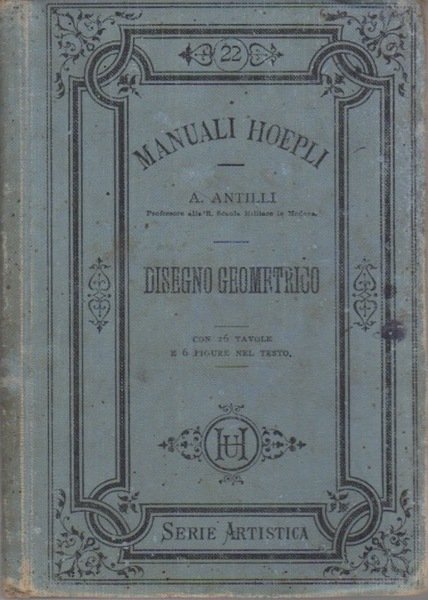 22
MANUALI HOEPLI
A. ANTILLI
Professore alla R. Scuola Militare in Modena.
DISEGNO GEOMETRICO
CON 26 TAVOLE
E 6 FIGURE NEL TESTO.
UH
SERIE ARTISTICA